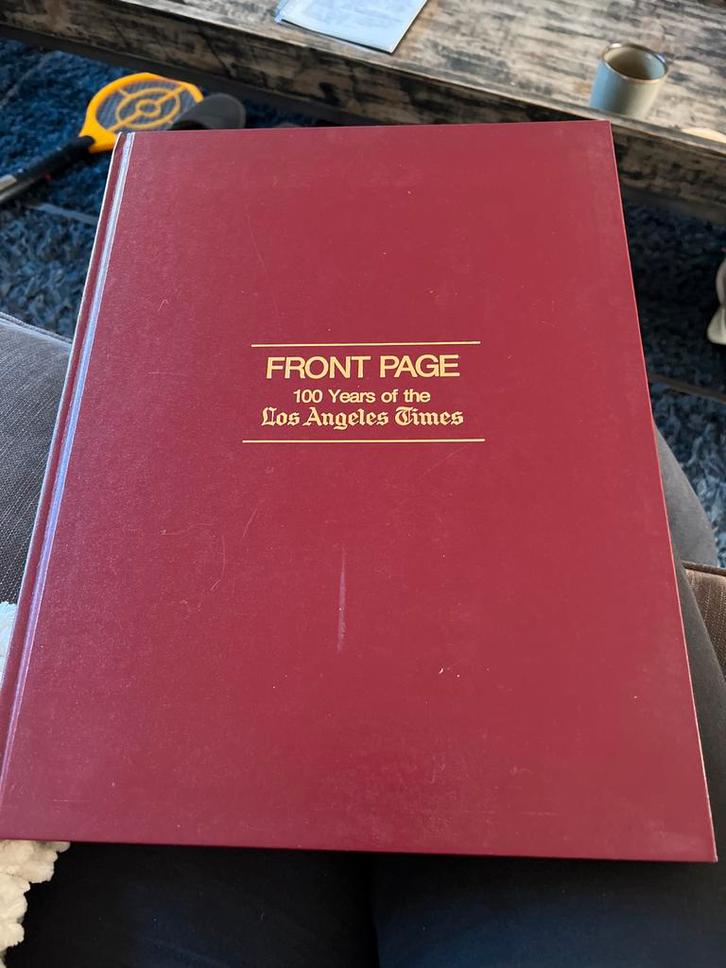 FRONT PAGE
100 Years of the
Los Angeles Times